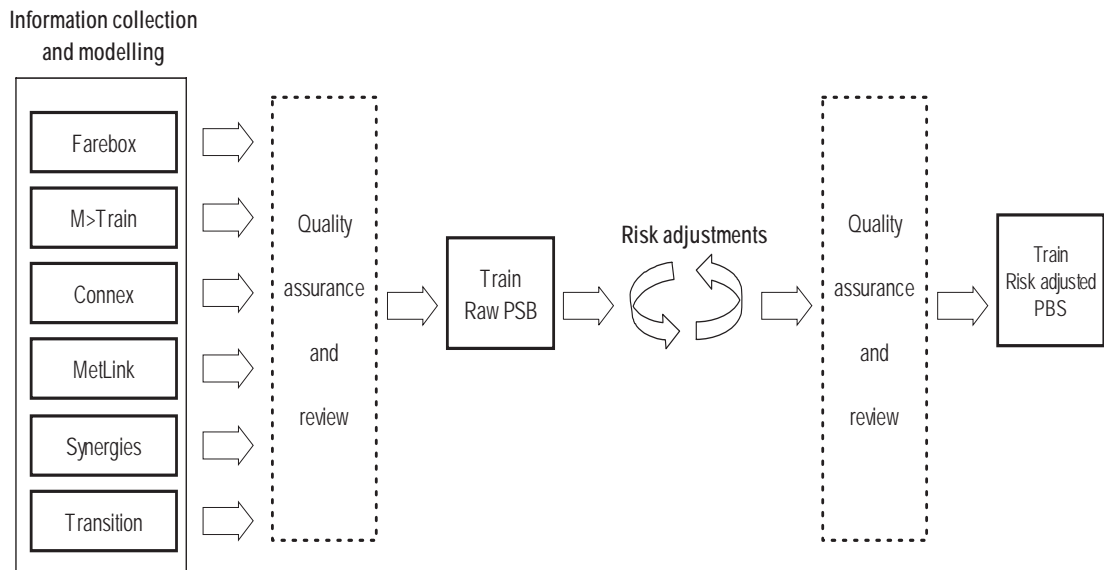 Information collection
and modelling
Farebox
M>Train
Connex
MetLink
Synergies
Transition
Quality
assurance
and
review
Train
Raw PSB
Risk adjustments
Quality
assurance
and
review
Train
Risk adjusted
PBS